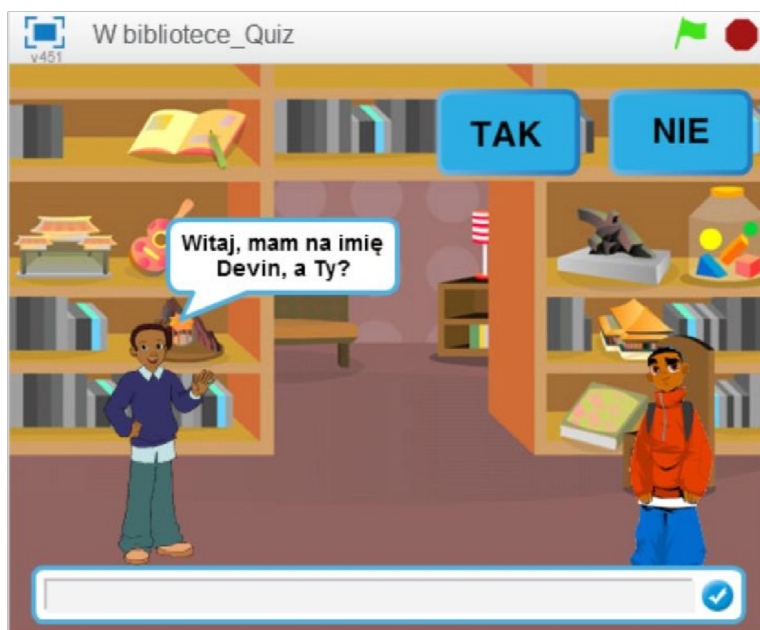 W bibliotece_Quiz
v451
TAK
NIE
Witaj, mam na imię
Devin, a Ty?